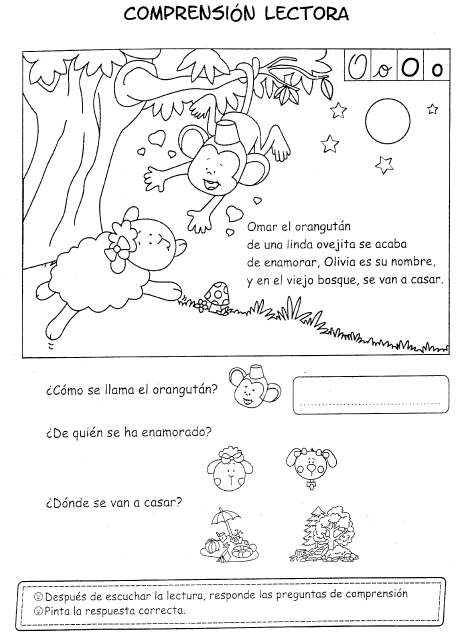 COMPRENSIÓN LECTORA
O o O o
Omar el orangután
de una linda ovejita se acaba
de enamorar, Olivia es su nombre,
y en el viejo bosque, se van a casar.
¿Cómo se llama el orangután?
¿De quién se ha enamorado?
¿Dónde se van a casar?
Después de escuchar la lectura, responde las preguntas de comprensión
Pinta la respuesta correcta.